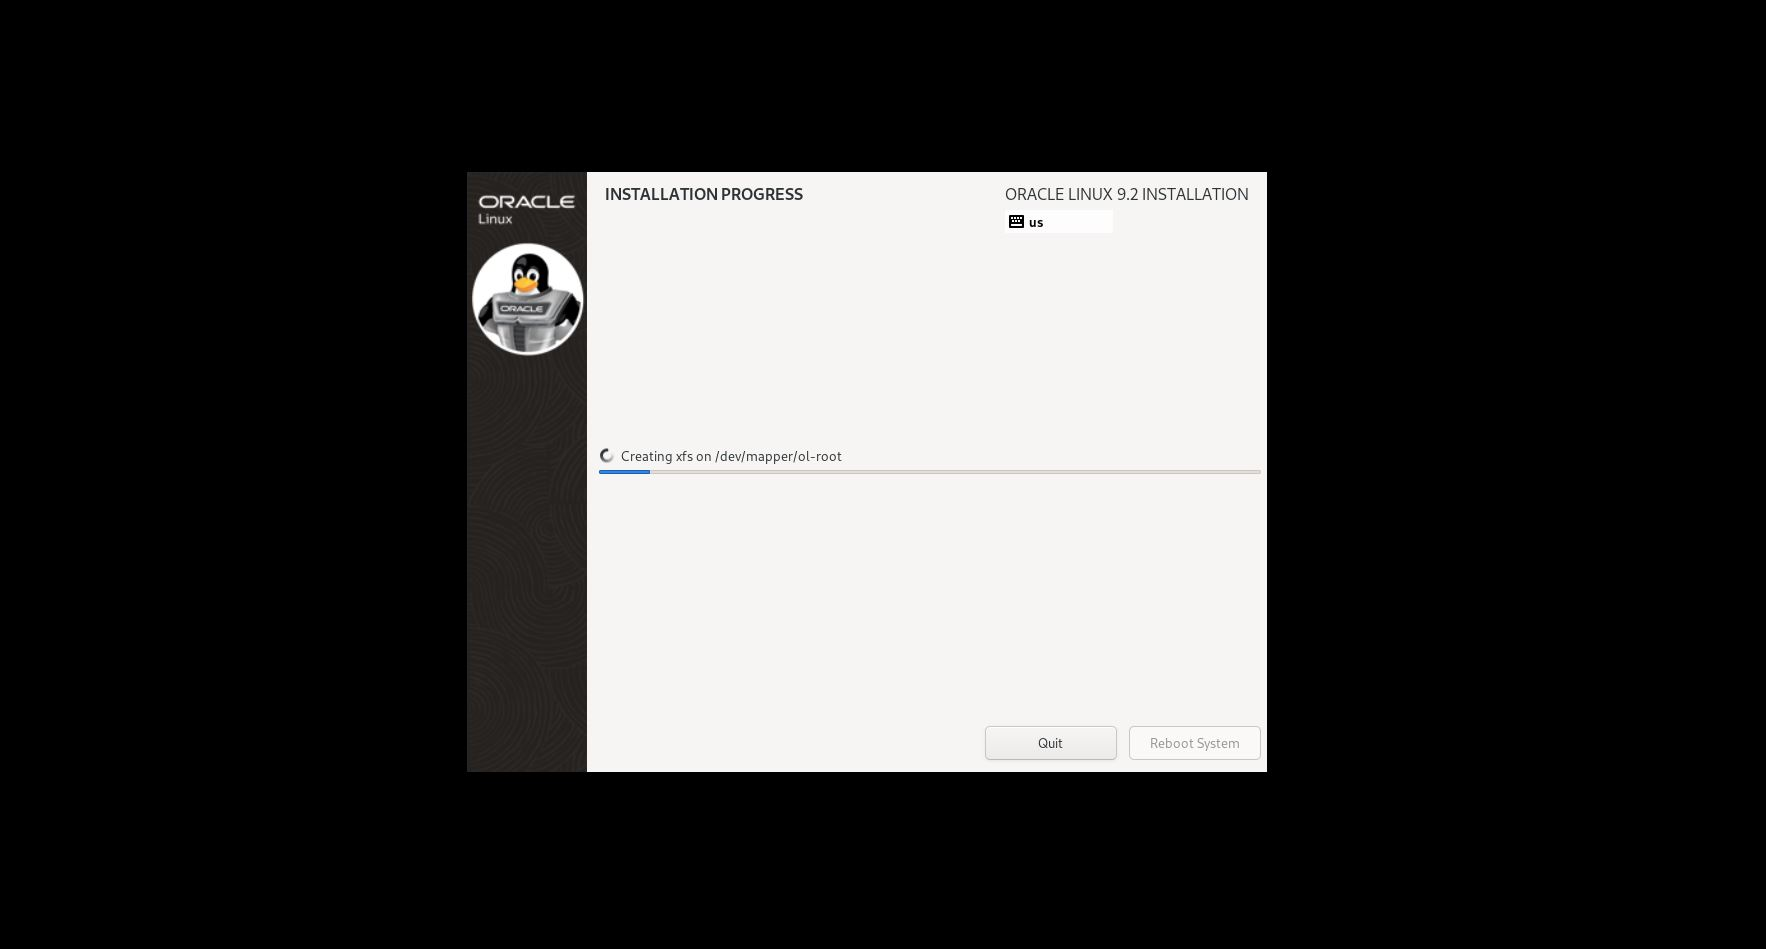 ORACLE
Linux
ORACLE
INSTALLATION PROGRESS
ORACLE LINUX 9.2 INSTALLATION
us
Creating xfs on /dev/mapper/ol-root
Quit
Reboot System